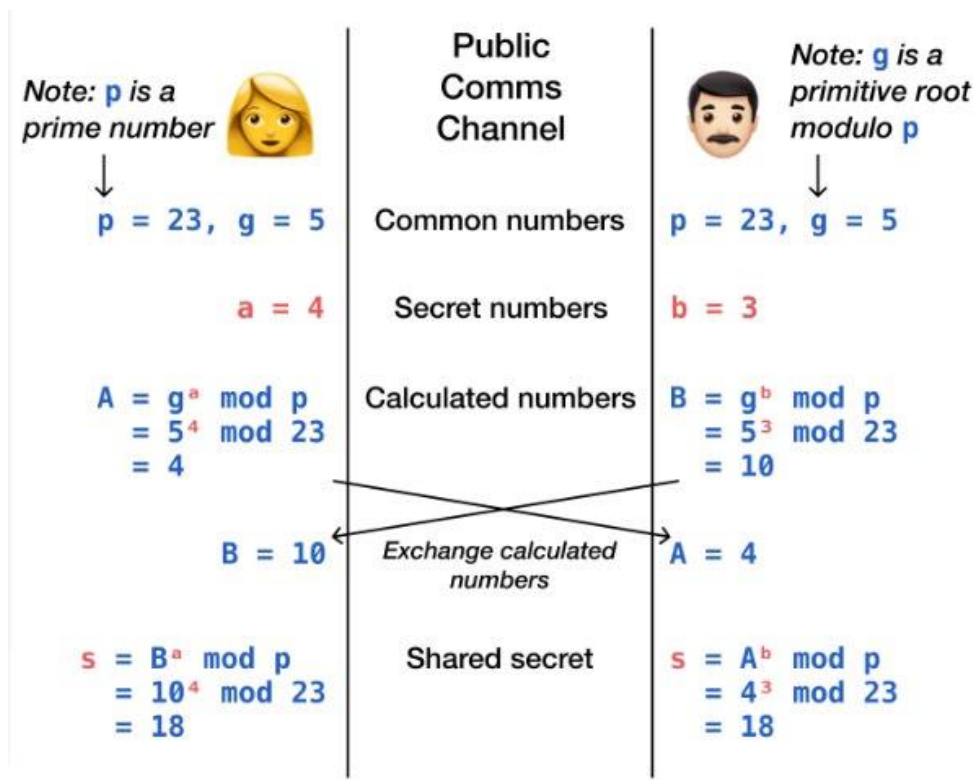 Public
Comms
Channel
Note: p is a
prime number
Note: g is a
primitive root
modulo p
p = 23, g = 5
Common numbers
p = 23, g = 5
a = 4
Secret numbers
b = 3
A = gᵃ mod p
= 5⁴ mod 23
= 4
Calculated numbers
B = gᵇ mod p
= 5³ mod 23
= 10
B = 10
Exchange calculated
numbers
A = 4
s = Bᵃ mod p
= 10⁴ mod 23
= 18
Shared secret
s = Aᵇ mod p
= 4³ mod 23
= 18